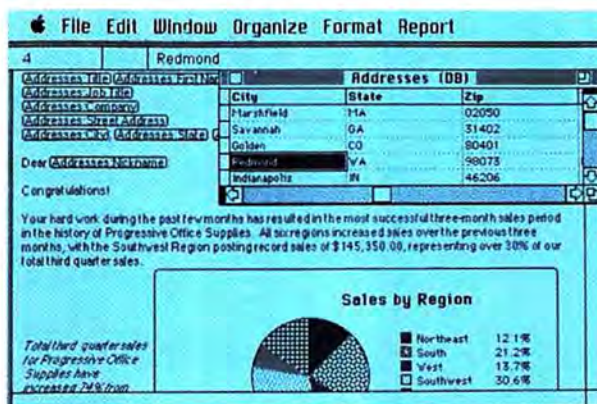 File Edit Window Organize Format Report
4 Redmond
Addresses Title Addresses First Nar
Addresses Job Title
Addresses Company
Addresses Street Address
Addresses City Addresses State
Dear Addresses Nickname
Congratulations!
Addresses (DB)
City State Zip
Marshfield MA 02050
Savannah GA 31402
Golden CO 80401
Redmond WA 98073
Indianapolis IN 46206
Your hard work during the past few months has resulted in the most successful three-month sales period
in the history of Progressive Office Supplies. All six regions increased sales over the previous three
months, with the Southwest Region posting record sales of $145,350.00, representing over 30% of our
total third quarter sales.
Sales by Region
Northeast 12.1%
South 21.2%
West 13.7%
Southwest 30.6%
Total third quarter sales
for Progressive Office
Supplies have
increased 74% from